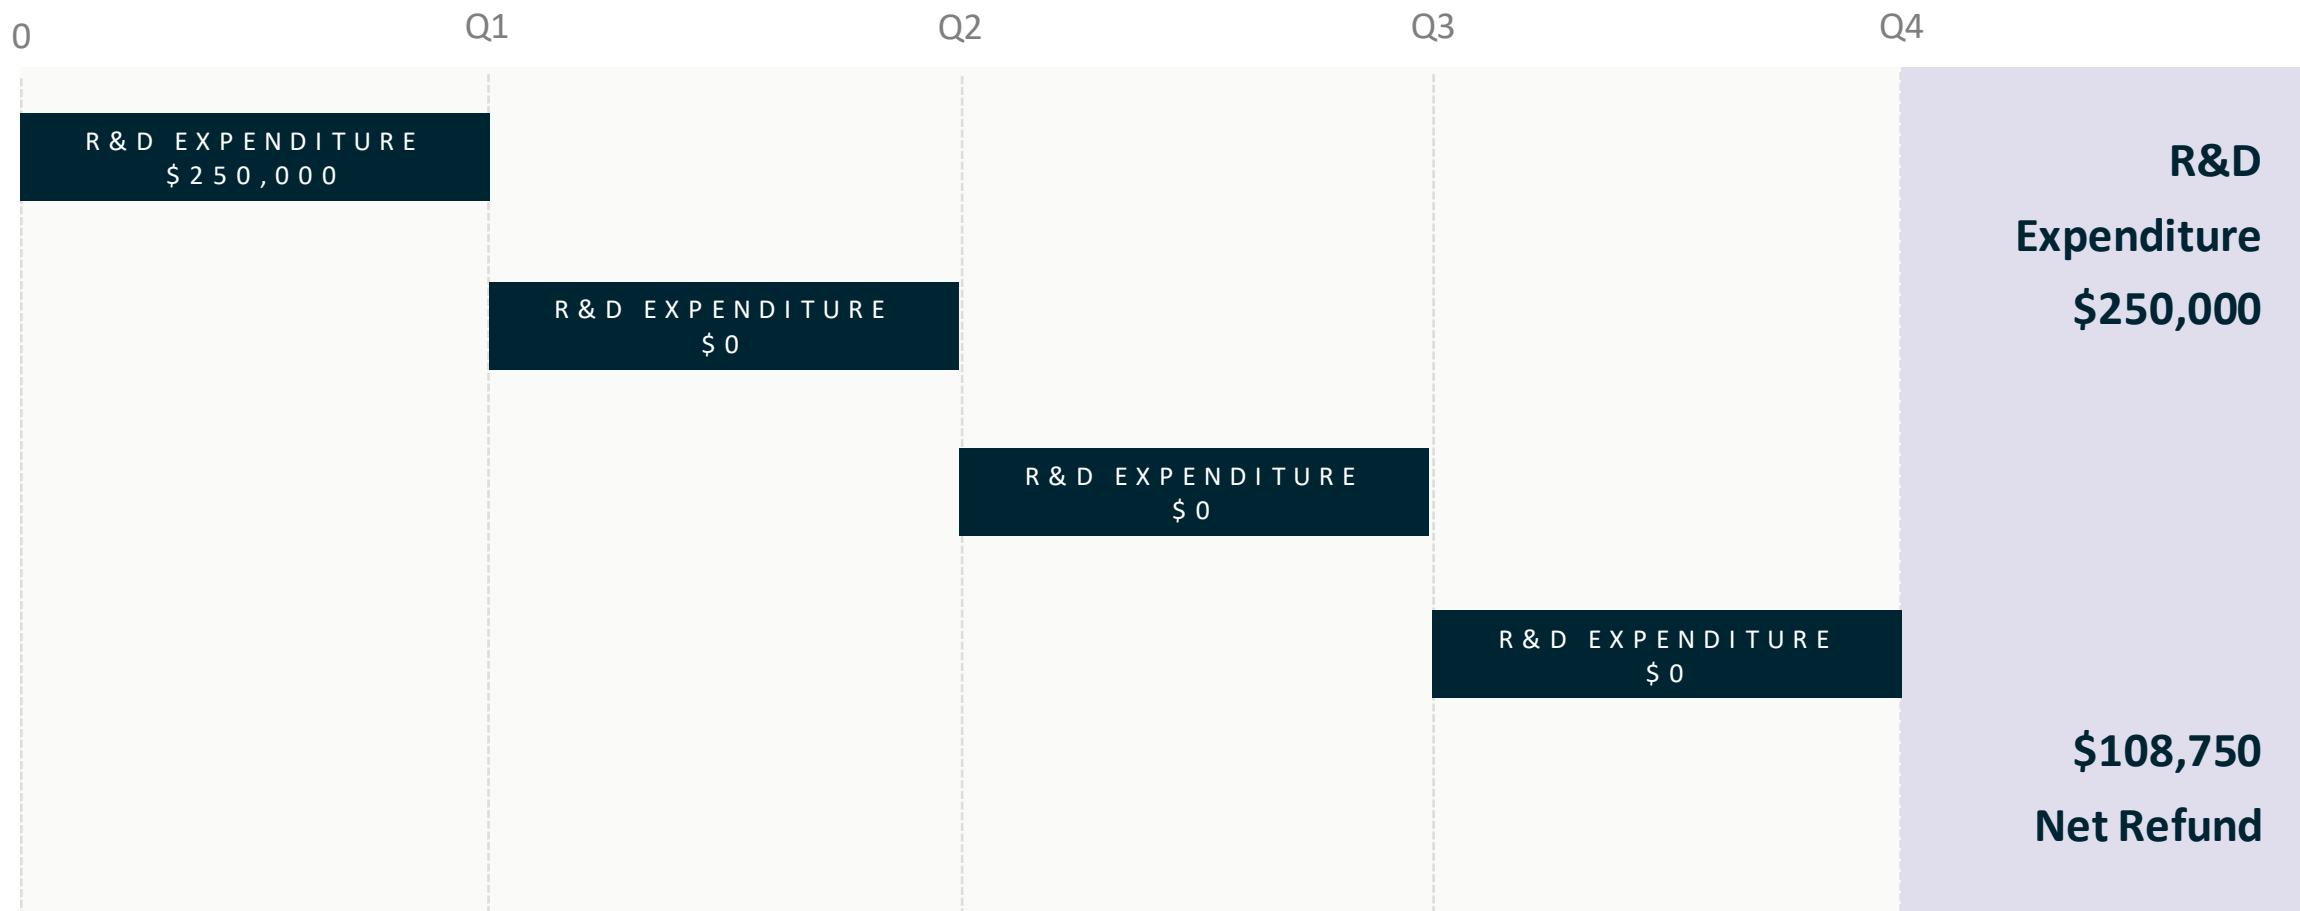 0
Q1
Q2
Q3
Q4
R&D EXPENDITURE
$250,000
R&D EXPENDITURE
$0
R&D EXPENDITURE
$0
R&D EXPENDITURE
$0
R&D
Expenditure
$250,000
$108,750
Net Refund